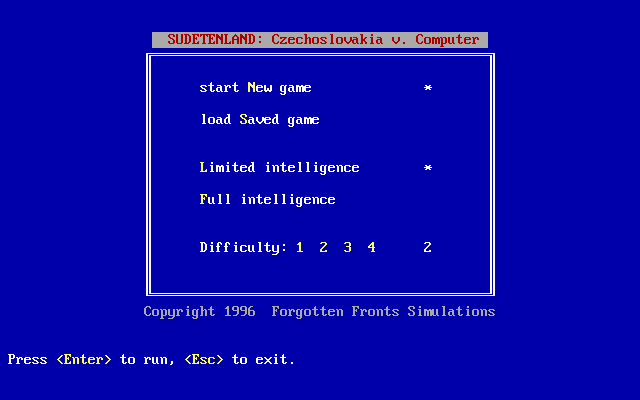 SUDETENLAND: Czechoslovakia v. Computer
start New game *
load Saved game
Limited intelligence *
Full intelligence
Difficulty: 1 2 3 4 2
Copyright 1996 Forgotten Fronts Simulations
Press <Enter> to run, <Esc> to exit.